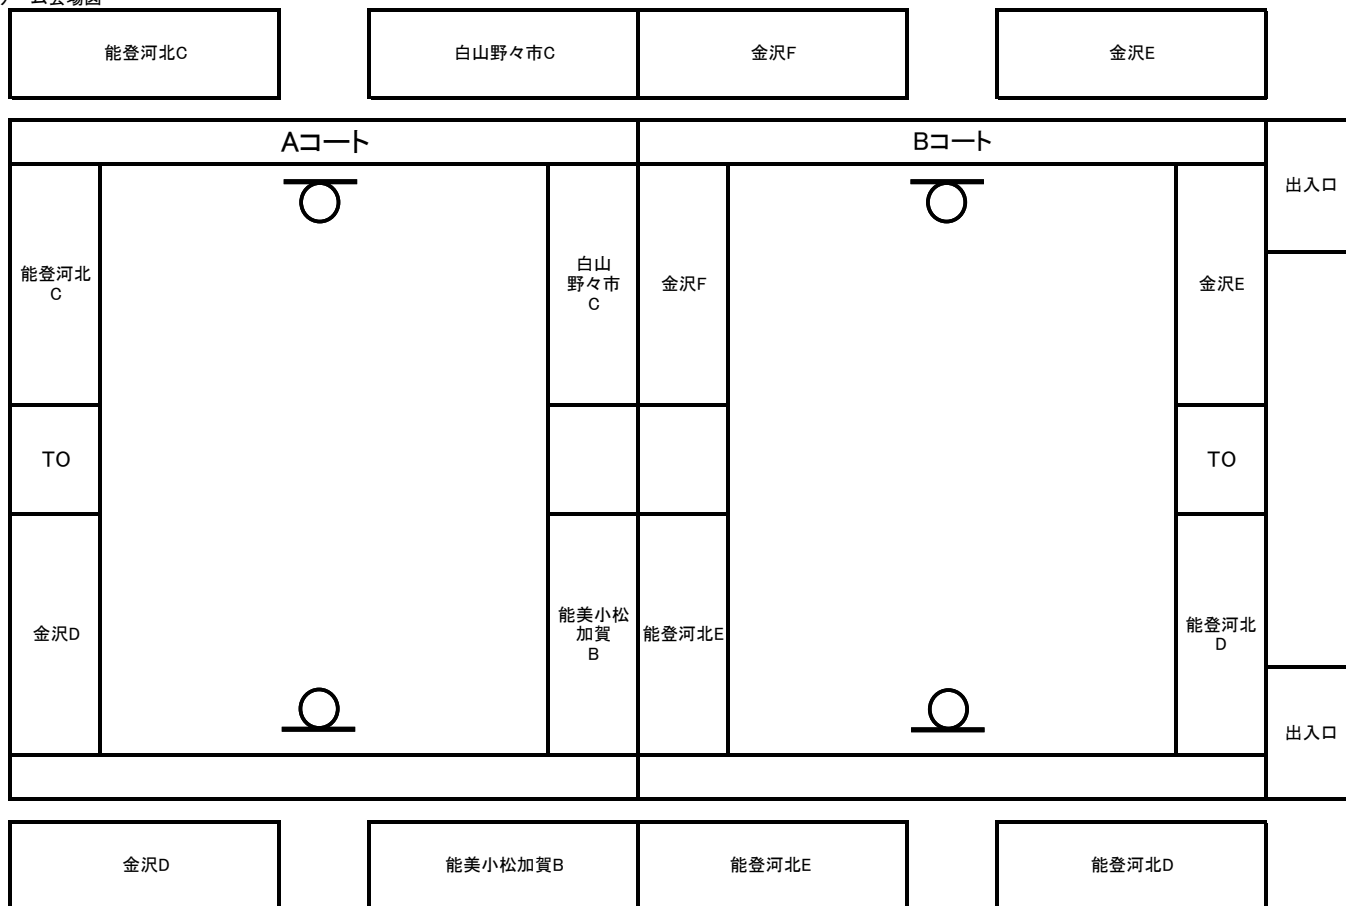 能登河北C
白山野々市C
金沢F
金沢E
Aコート
Bコート
出入口
能登河北
C
白山
野々市
C
金沢F
金沢E
TO
TO
金沢D
能美小松
加賀
B
能登河北E
能登河北
D
出入口
金沢D
能美小松加賀B
能登河北E
能登河北D